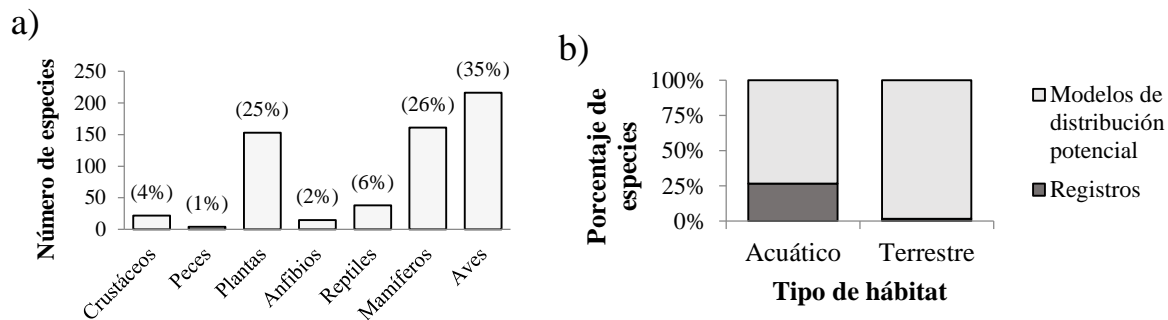 a)
Número de especies
250
200
150
100
50
0
(4%)
(1%)
(25%)
(2%)
(6%)
(26%)
(35%)
Crustáceos
Peces
Plantas
Anfibios
Reptiles
Mamíferos
Aves
b)
Porcentaje de
especies
100%
75%
50%
25%
0%
Acuático
Terrestre
Tipo de hábitat
Modelos de
distribución
potencial
Registros